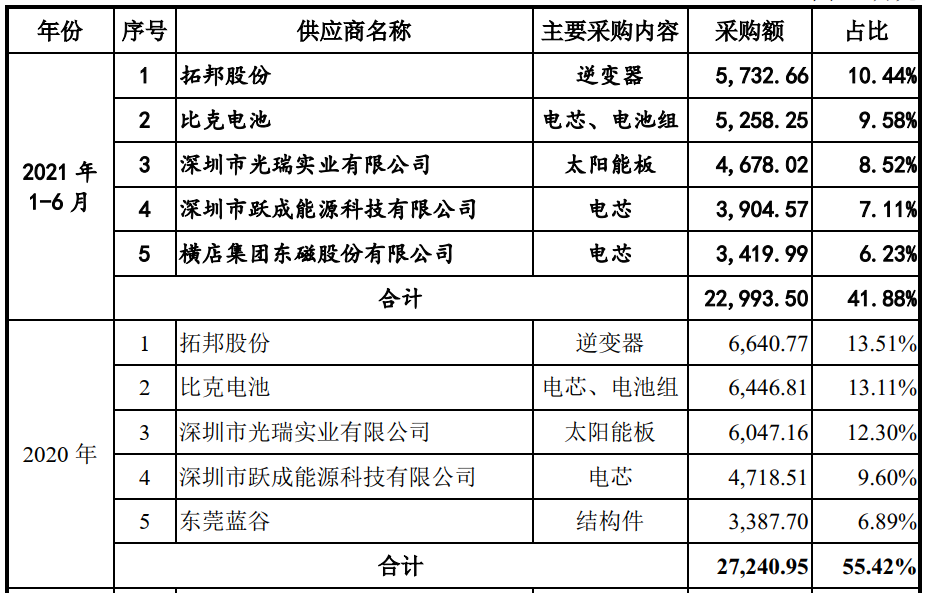 年份 序号 供应商名称 主要采购内容 采购额 占比
1 拓邦股份 逆变器 5,732.66 10.44%
2 比克电池 电芯、电池组 5,258.25 9.58%
2021年
1-6月
3 深圳市光瑞实业有限公司 太阳能板 4,678.02 8.52%
4 深圳市跃成能源科技有限公司 电芯 3,904.57 7.11%
5 横店集团东磁股份有限公司 电芯 3,419.99 6.23%
合计 22,993.50 41.88%
1 拓邦股份 逆变器 6,640.77 13.51%
2 比克电池 电芯、电池组 6,446.81 13.11%
2020年
3 深圳市光瑞实业有限公司 太阳能板 6,047.16 12.30%
4 深圳市跃成能源科技有限公司 电芯 4,718.51 9.60%
5 东莞蓝谷 结构件 3,387.70 6.89%
合计 27,240.95 55.42%